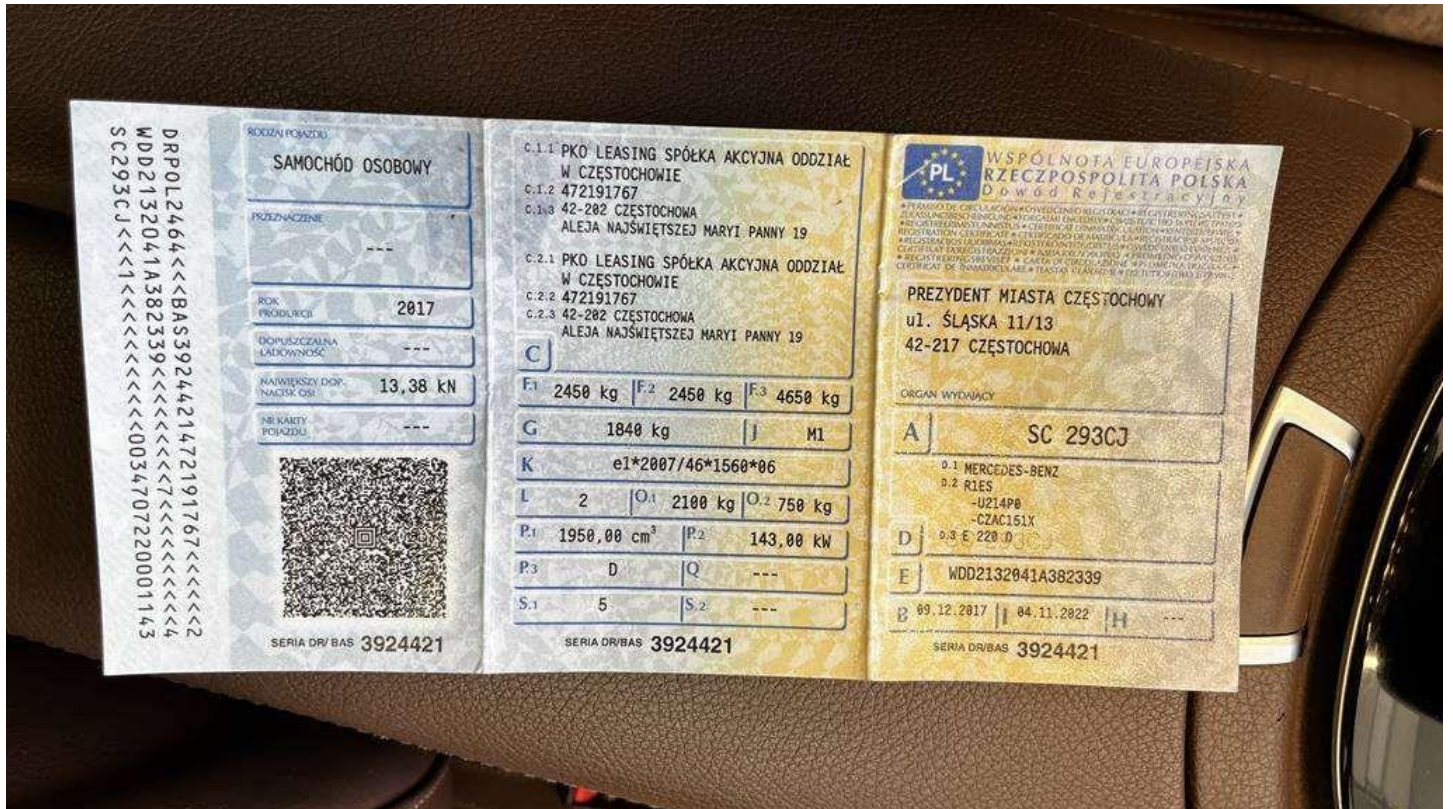 DRPOL2464<<<BAS392442147219​1767<<<<<<2
WDD2132041A382339<<<<<<<<<7<<<<<<<<<4
SC293CJ<<<1<<<<<<<<<<<<<0034707220001143
RODZAJ POJAZDU
SAMOCHÓD OSOBOWY
PRZEZNACZENIE
---
ROK PRODUKCJI 2017
DOPUSZCZALNA ŁADOWNOŚĆ ---
NAJWIĘKSZY DOP. NACISK OSI 13,38 kN
NR KARTY POJAZDU ---
SERIA DR/BAS 3924421
C.1.1 PKO LEASING SPÓŁKA AKCYJNA ODDZIAŁ
W CZĘSTOCHOWIE
C.1.2 472191767
C.1.3 42-202 CZĘSTOCHOWA
ALEJA NAJŚWIĘTSZEJ MARYI PANNY 19
C.2.1 PKO LEASING SPÓŁKA AKCYJNA ODDZIAŁ
W CZĘSTOCHOWIE
C.2.2 472191767
C.2.3 42-202 CZĘSTOCHOWA
ALEJA NAJŚWIĘTSZEJ MARYI PANNY 19
C
F.1 2450 kg F.2 2450 kg F.3 4650 kg
G 1840 kg J M1
K e1*2007/46*1560*06
L 2 O.1 2100 kg O.2 750 kg
P.1 1950,00 cm³ P.2 143,00 kW
P.3 D Q ---
S.1 5 S.2 ---
SERIA DR/BAS 3924421
PL
WSPÓLNOTA EUROPEJSKA
RZECZPOSPOLITA POLSKA
Dowód Rejestracyjny
PREZYDENT MIASTA CZĘSTOCHOWY
ul. ŚLĄSKA 11/13
42-217 CZĘSTOCHOWA
ORGAN WYDAJĄCY
A SC 293CJ
D.1 MERCEDES-BENZ
D.2 R1ES
-U214P0
-CZAC151X
D D.3 E 220 D
E WDD2132041A382339
B 09.12.2017 I 04.11.2022 H ---
SERIA DR/BAS 3924421